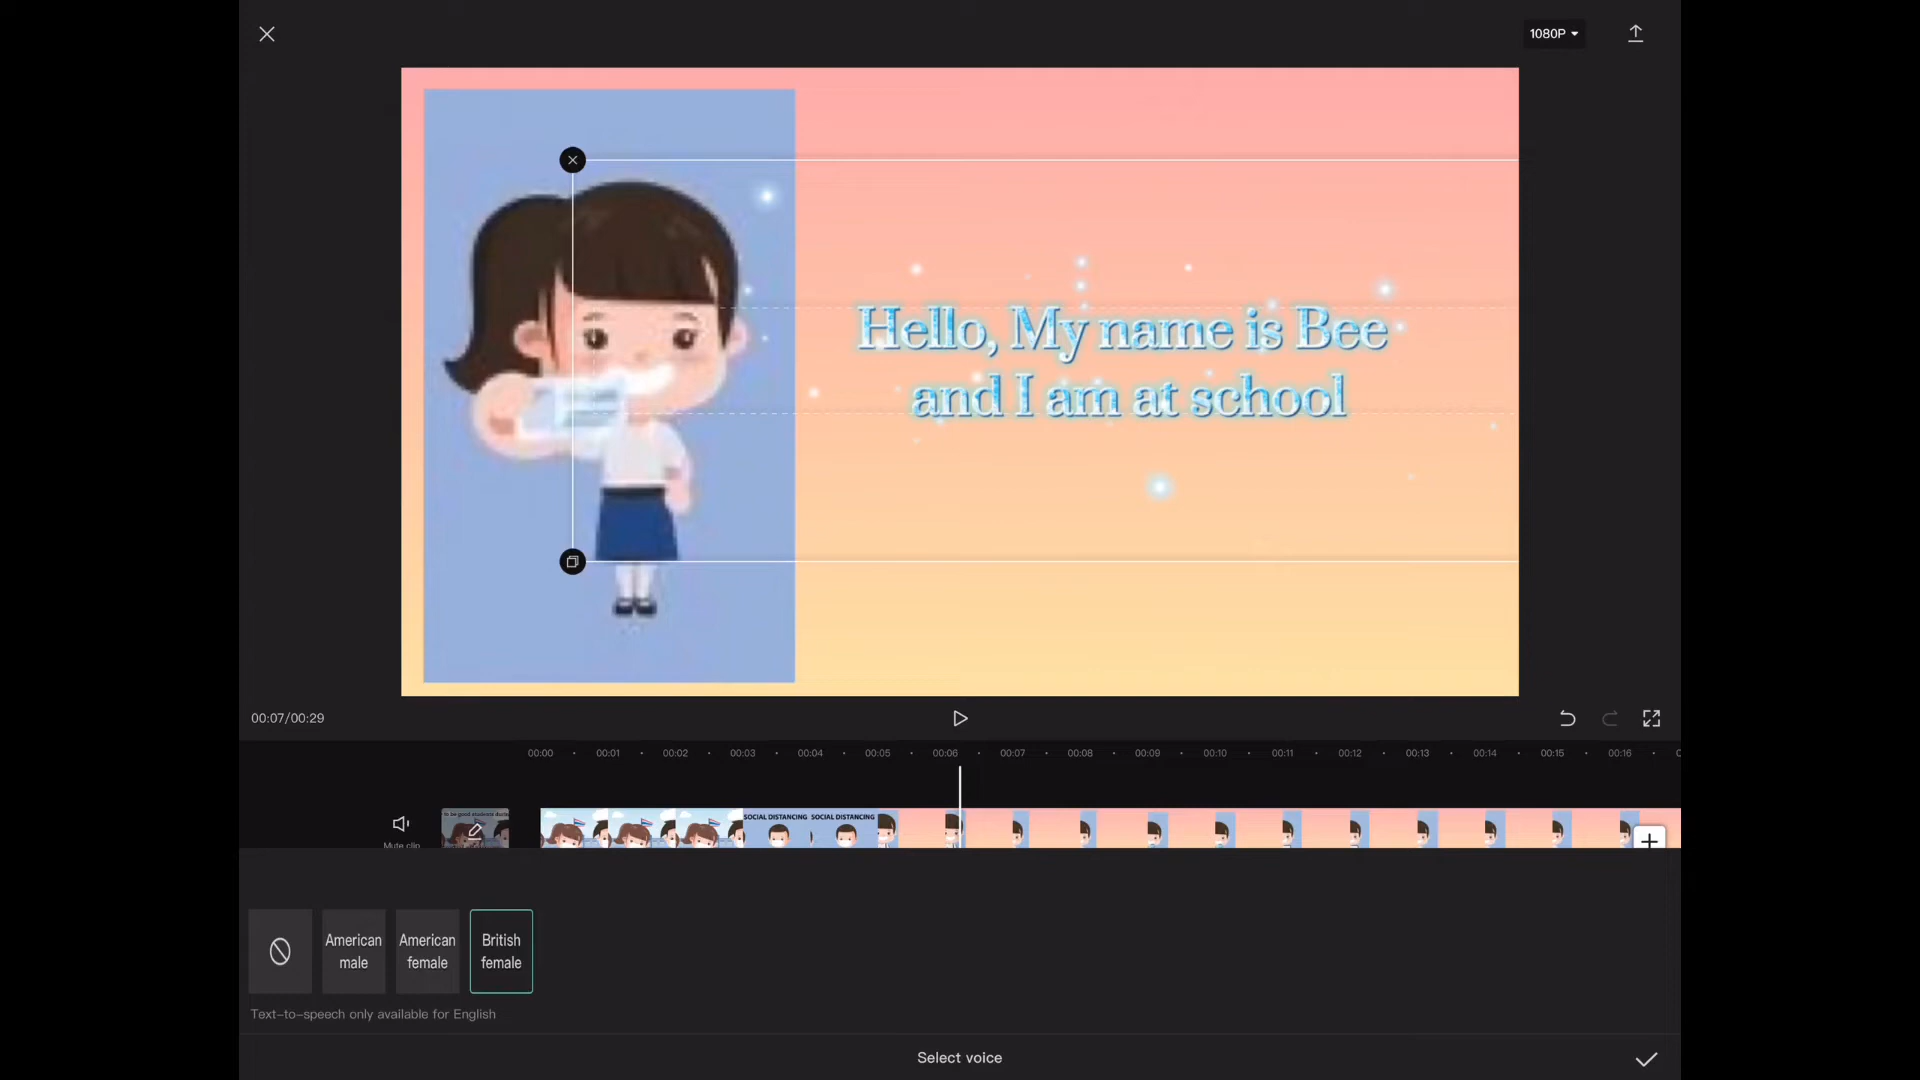 1080P
Hello, My name is Bee
and I am at school
00:07/00:29
00:00
00:01
00:02
00:03
00:04
00:05
00:06
00:07
00:08
00:09
00:10
00:11
00:12
00:13
00:14
00:15
00:16
SOCIAL DISTANCING
SOCIAL DISTANCING
Mute clip
American
male
American
female
British
female
Text-to-speech only available for English
Select voice